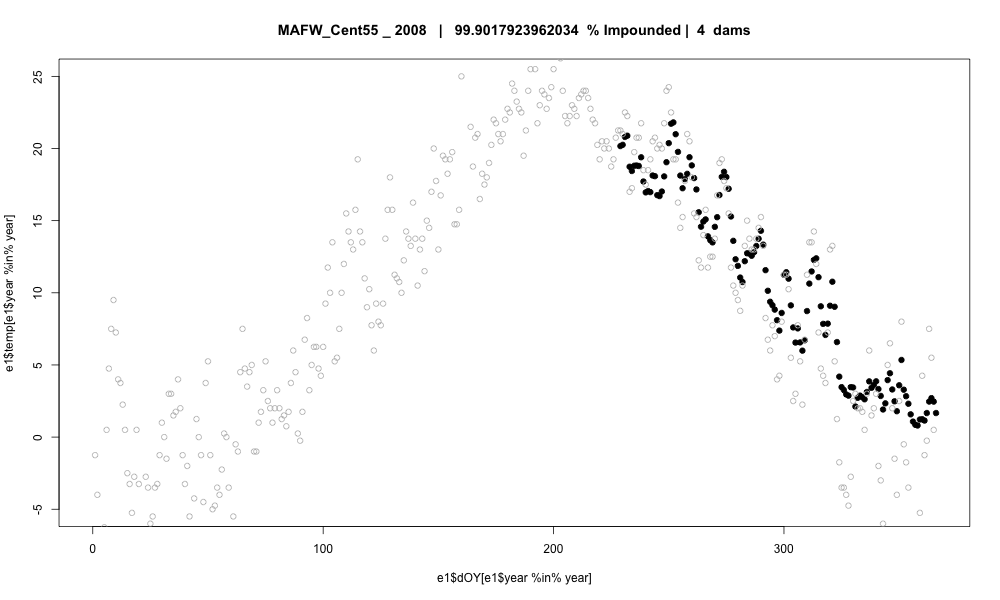 MAFW_Cent55 _ 2008 | 99.9017923962034 % Impounded | 4 dams
e1$temp[e1$year %in% year]
25
20
15
10
5
0
-5
0 100 200 300
e1$dOY[e1$year %in% year]